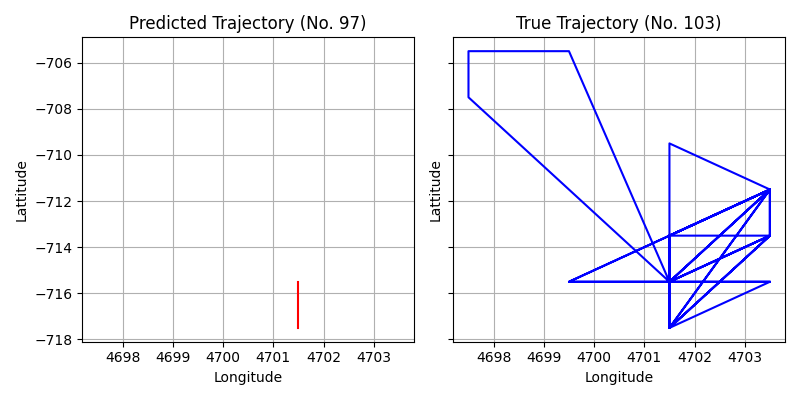 Predicted Trajectory (No. 97)
True Trajectory (No. 103)
Lattitude
−706
−708
−710
−712
−714
−716
−718
4698 4699 4700 4701 4702 4703
Longitude
Lattitude
4698 4699 4700 4701 4702 4703
Longitude